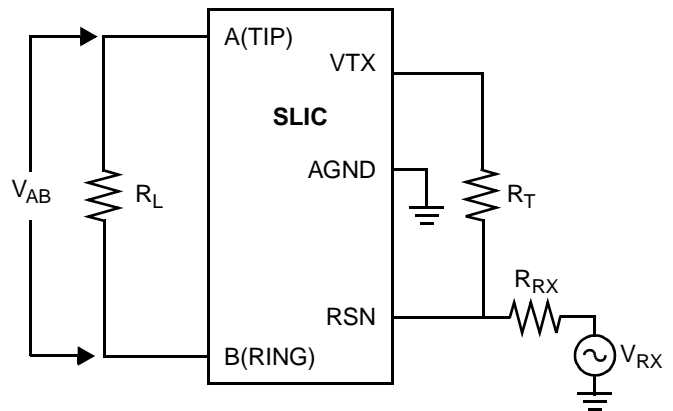 A(TIP)
VTX
SLIC
AGND
V_AB
R_L
R_T
R_RX
RSN
V_RX
B(RING)